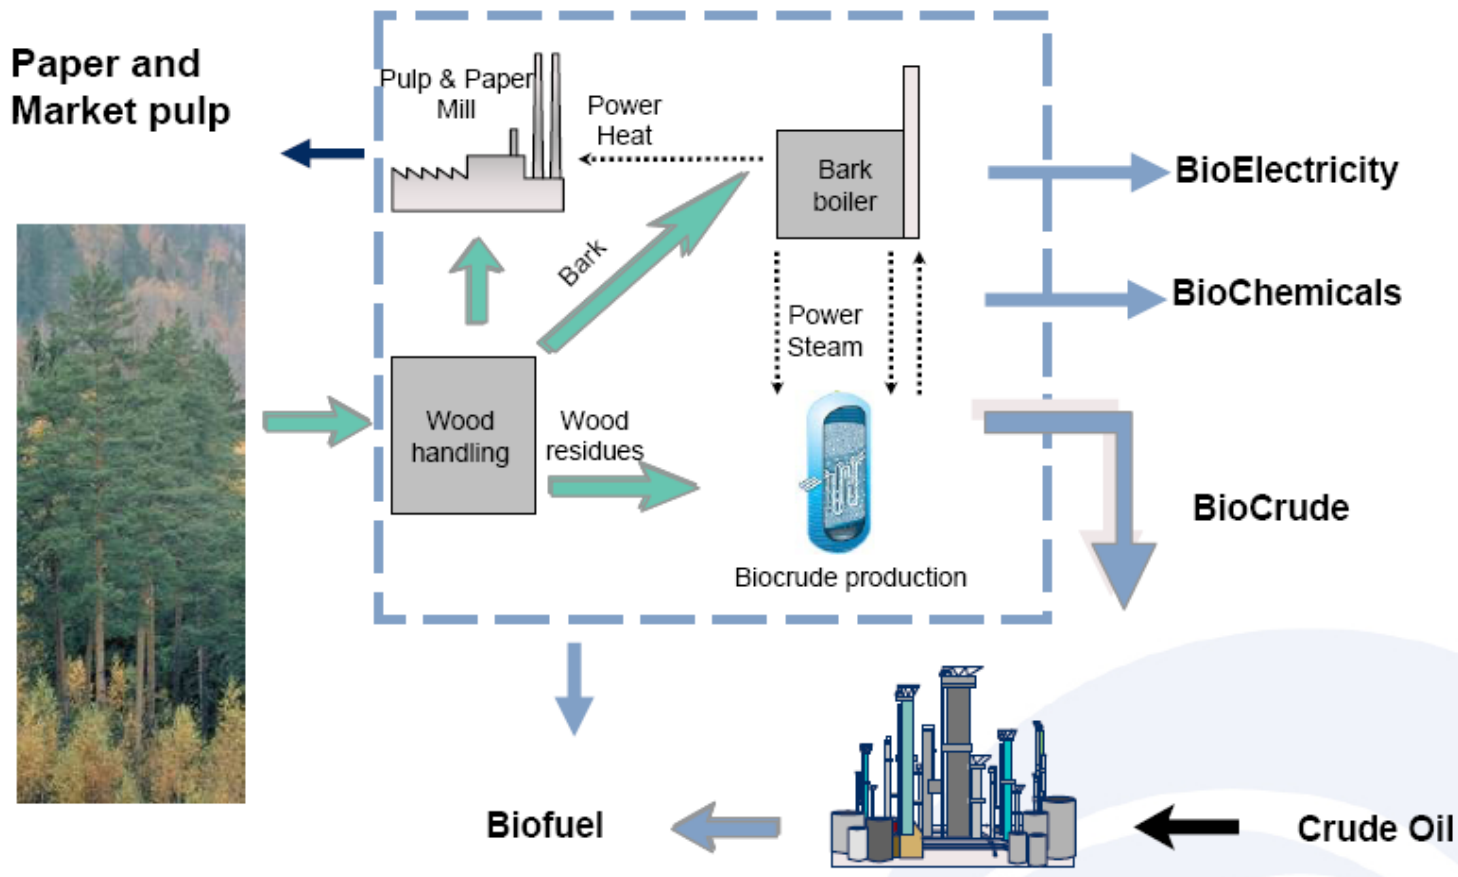 Paper and
Market pulp
Pulp & Paper
Mill
Power
Heat
Bark
boiler
BioElectricity
Bark
BioChemicals
Power
Steam
Wood
handling
Wood
residues
BioCrude
Biocrude production
Biofuel
Crude Oil